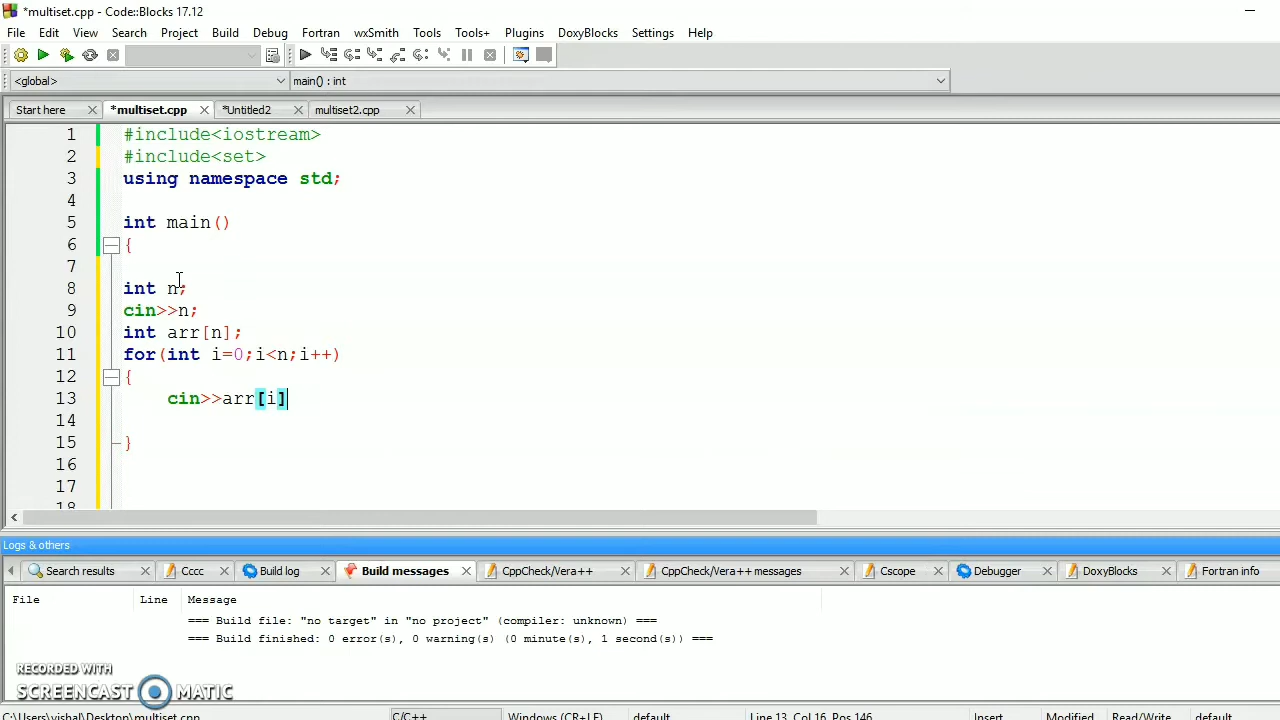 *multiset.cpp - Code::Blocks 17.12
File Edit View Search Project Build Debug Fortran wxSmith Tools Tools+ Plugins DoxyBlocks Settings Help
<global> main() : int
Start here *multiset.cpp *Untitled2 multiset2.cpp
1 #include<iostream>
2 #include<set>
3 using namespace std;
4
5 int main()
6 {
7
8 int n;
9 cin>>n;
10 int arr[n];
11 for(int i=0;i<n;i++)
12 {
13 cin>>arr[i]
14
15 }
16
17
18
Logs & others
Search results Cccc Build log Build messages CppCheck/Vera++ CppCheck/Vera++ messages Cscope Debugger DoxyBlocks Fortran info
File Line Message
=== Build file: "no target" in "no project" (compiler: unknown) ===
=== Build finished: 0 error(s), 0 warning(s) (0 minute(s), 1 second(s)) ===
RECORDED WITH
SCREENCAST MATIC
C:\Users\vishal\Desktop\multiset.cpp C/C++ Windows (CR+LF) default Line 13, Col 16, Pos 146 Insert Modified Read/Write default